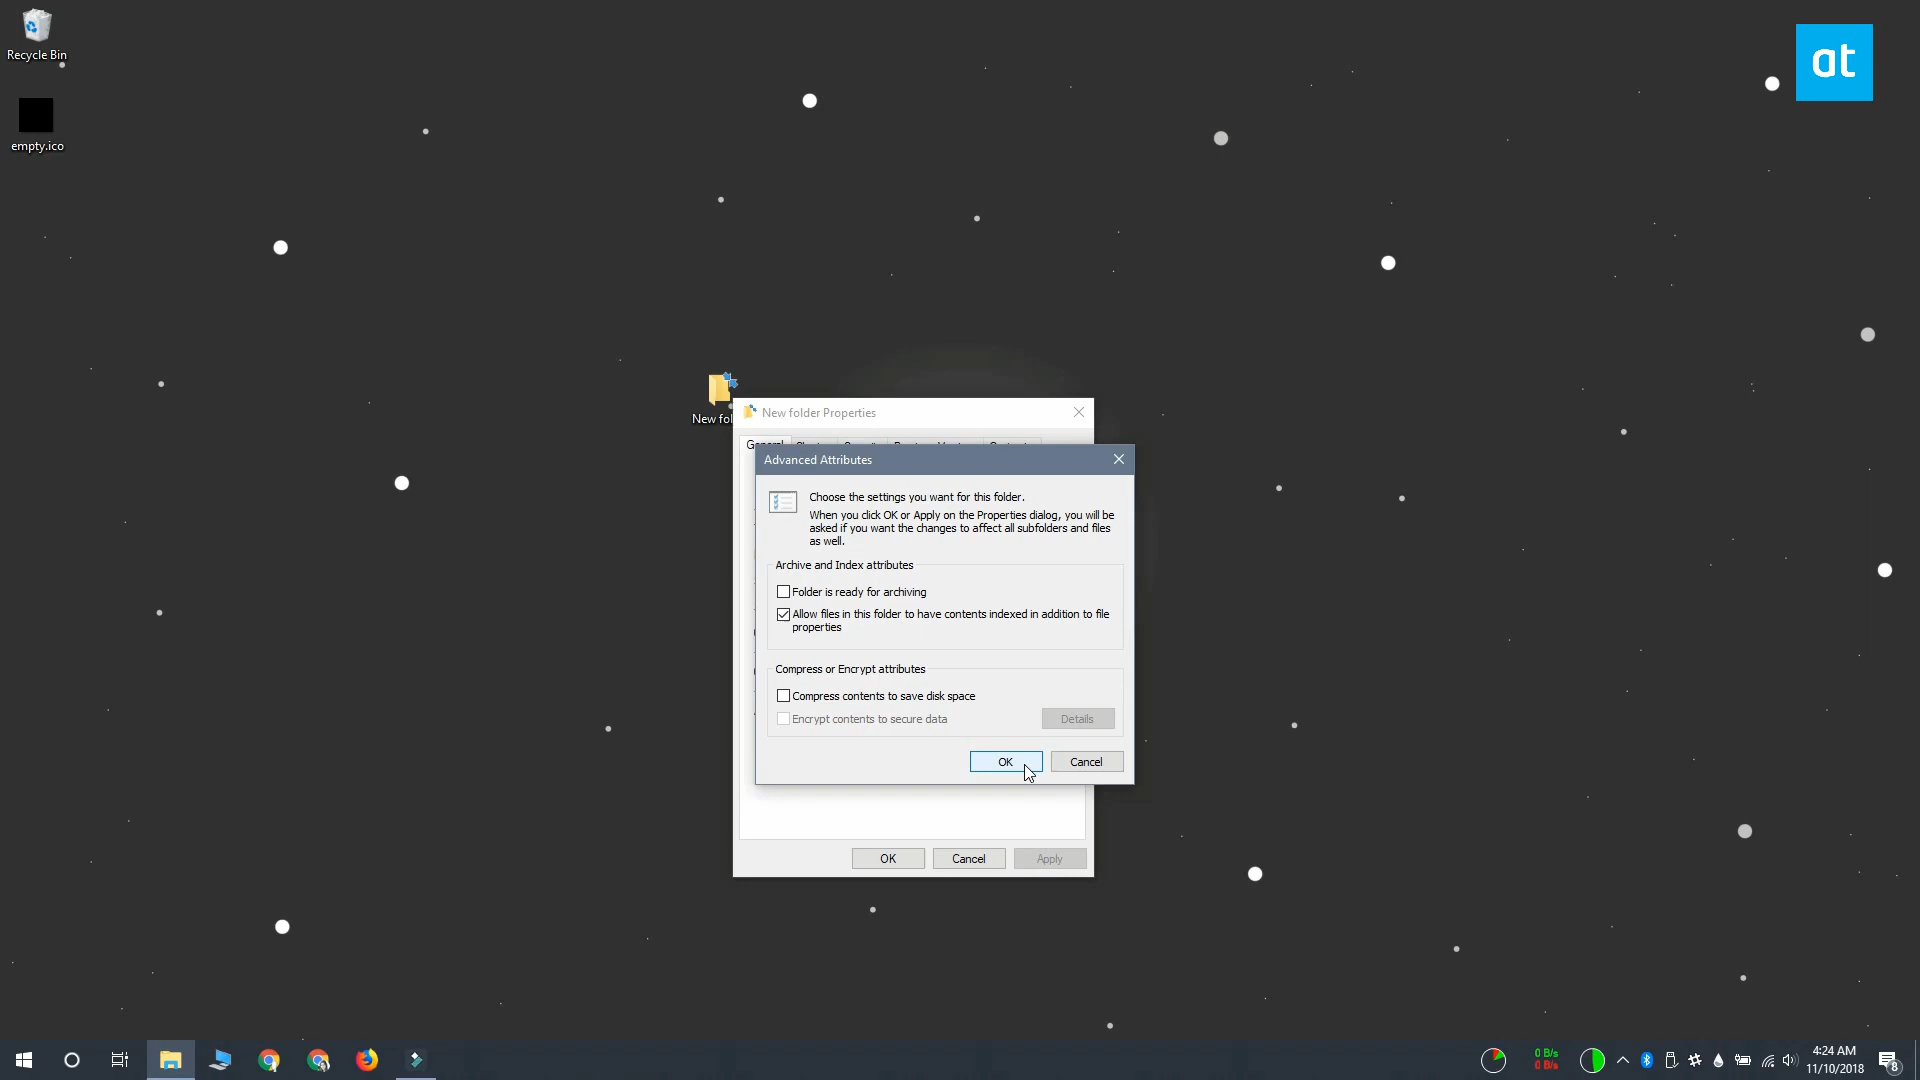 Recycle Bin
at
empty.ico
New fol
New folder Properties
General
Advanced Attributes
Choose the settings you want for this folder.
When you click OK or Apply on the Properties dialog, you will be
asked if you want the changes to affect all subfolders and files
as well.
Archive and Index attributes
Folder is ready for archiving
Allow files in this folder to have contents indexed in addition to file
properties
Compress or Encrypt attributes
Compress contents to save disk space
Encrypt contents to secure data
Details
OK
Cancel
OK
Cancel
Apply
0 B/s
0 B/s
4:24 AM
11/10/2018
8